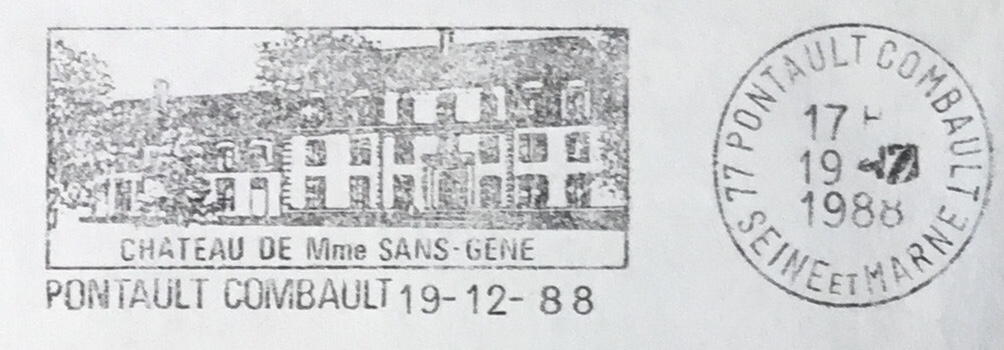 CHATEAU DE Mme SANS-GENE
PONTAULT COMBAULT 19-12-88
77 PONTAULT COMBAULT
17 H
19
1988
SEINE ET MARNE